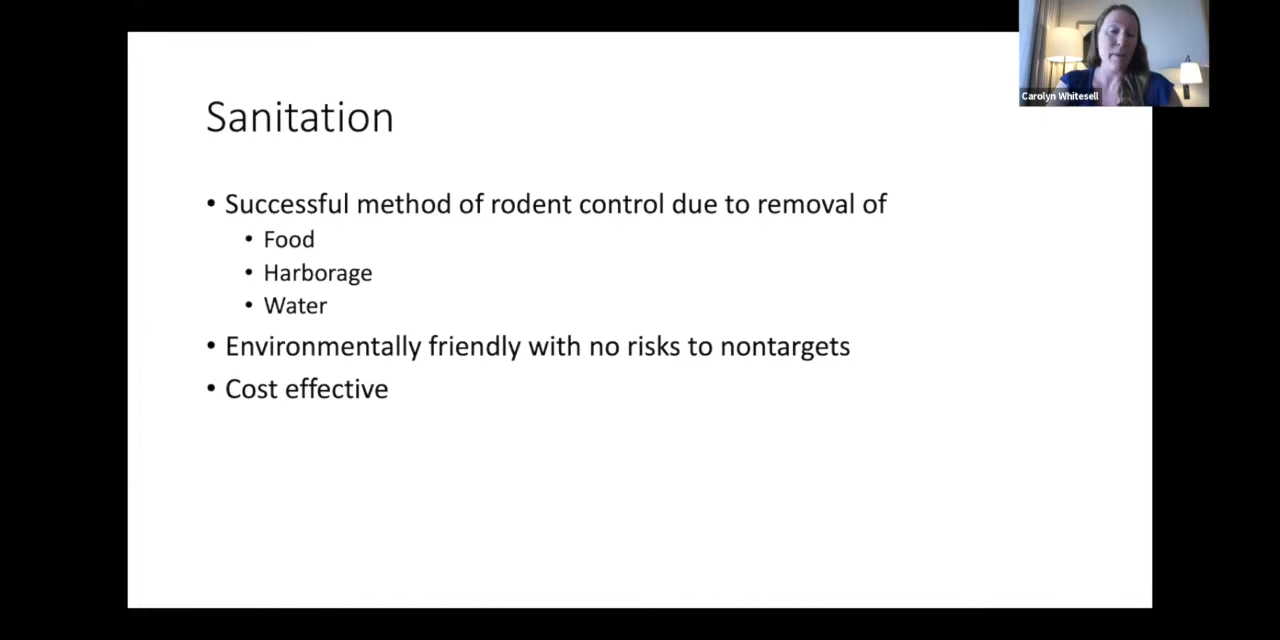 Carolyn Whitesell
Sanitation
• Successful method of rodent control due to removal of
• Food
• Harborage
• Water
• Environmentally friendly with no risks to nontargets
• Cost effective